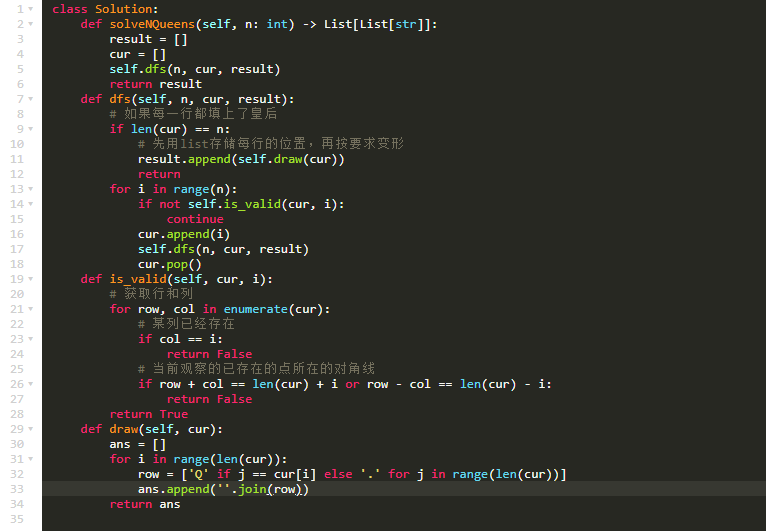 1 class Solution:
2     def solveNQueens(self, n: int) -> List[List[str]]:
3         result = []
4         cur = []
5         self.dfs(n, cur, result)
6         return result
7     def dfs(self, n, cur, result):
8         # 如果每一行都填上了皇后
9         if len(cur) == n:
10             # 先用list存储每行的位置，再按要求变形
11             result.append(self.draw(cur))
12             return
13         for i in range(n):
14             if not self.is_valid(cur, i):
15                 continue
16             cur.append(i)
17             self.dfs(n, cur, result)
18             cur.pop()
19     def is_valid(self, cur, i):
20         # 获取行和列
21         for row, col in enumerate(cur):
22             # 某列已经存在
23             if col == i:
24                 return False
25             # 当前观察的已存在的点所在的对角线
26             if row + col == len(cur) + i or row - col == len(cur) - i:
27                 return False
28         return True
29     def draw(self, cur):
30         ans = []
31         for i in range(len(cur)):
32             row = ['Q' if j == cur[i] else '.' for j in range(len(cur))]
33             ans.append(''.join(row))
34         return ans
35